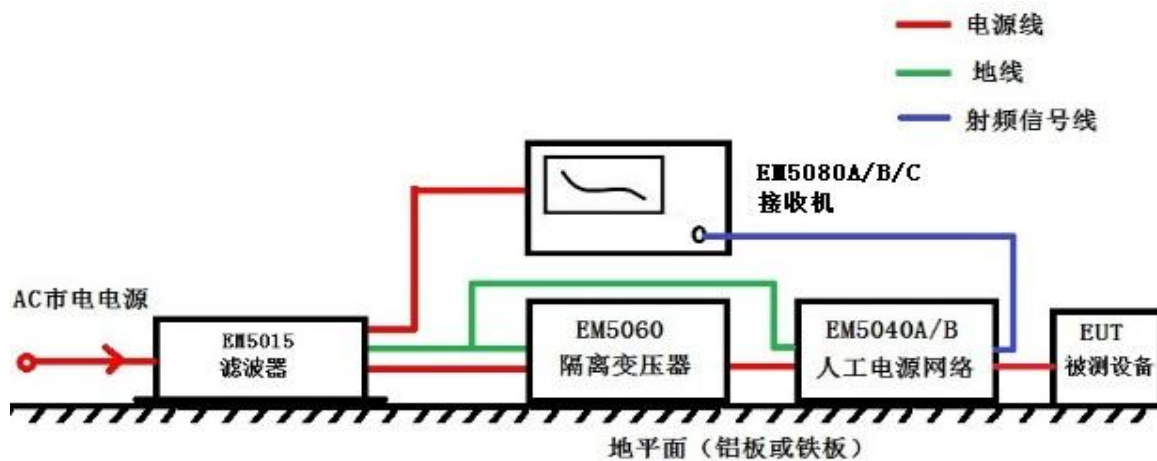 电源线
地线
射频信号线
EM5080A/B/C
接收机
AC市电电源
EM5015
滤波器
EM5060
隔离变压器
EM5040A/B
人工电源网络
EUT
被测设备
地平面（铝板或铁板）